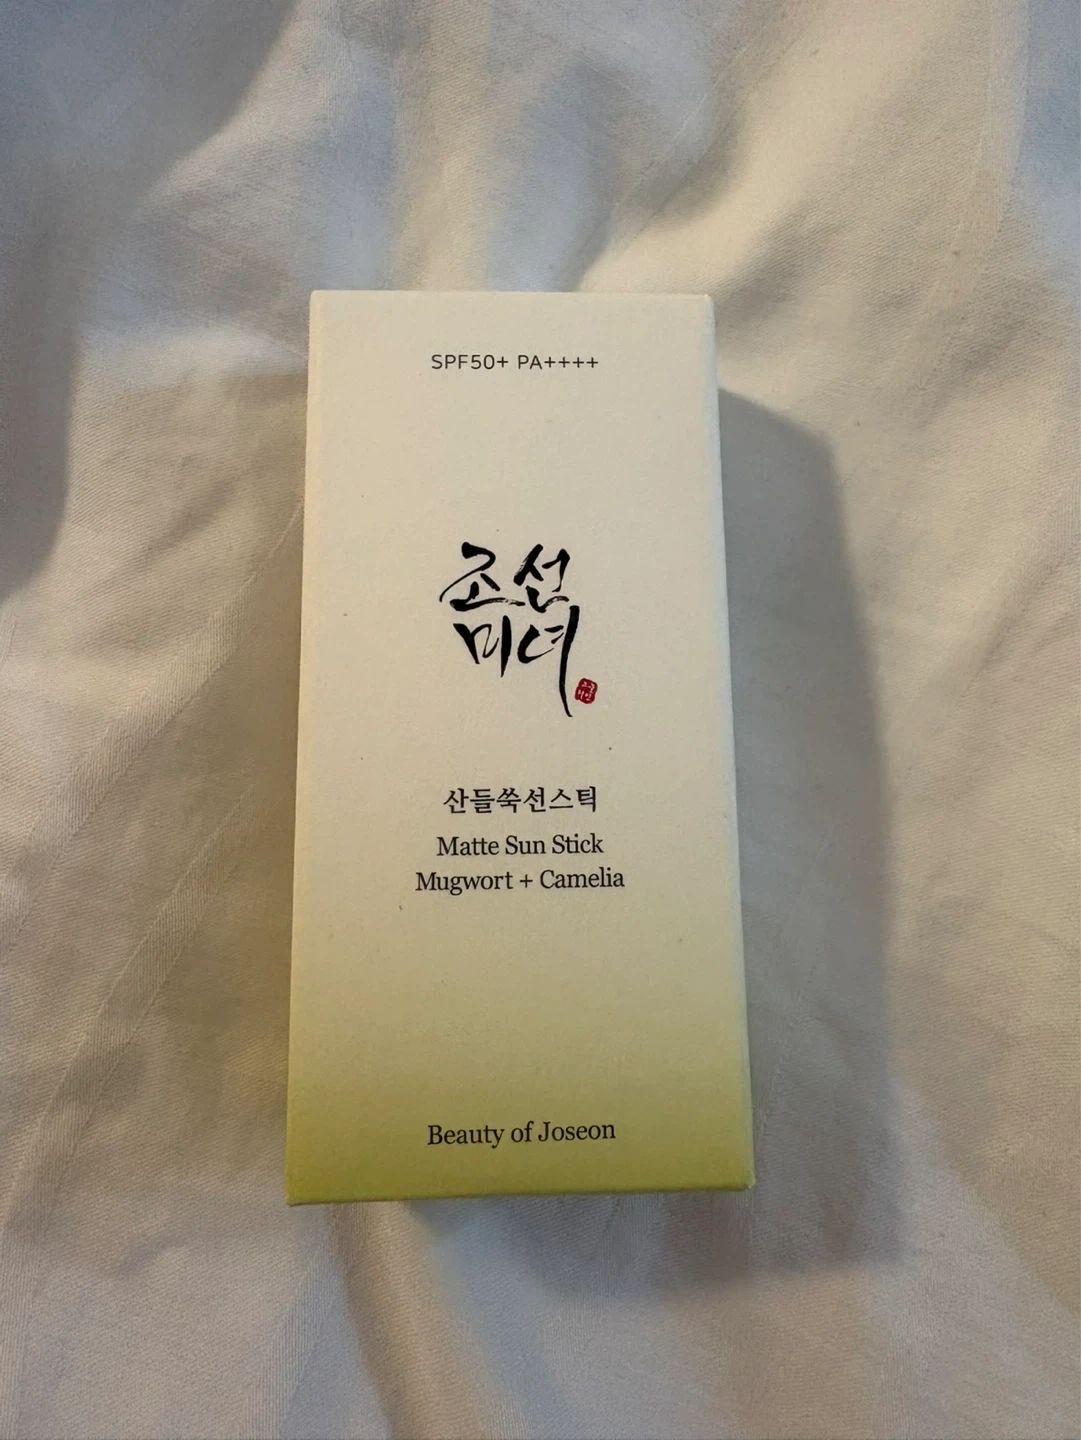 SPF50+ PA++++
조선
미녀
산들쑥선스틱
Matte Sun Stick
Mugwort + Camelia
Beauty of Joseon